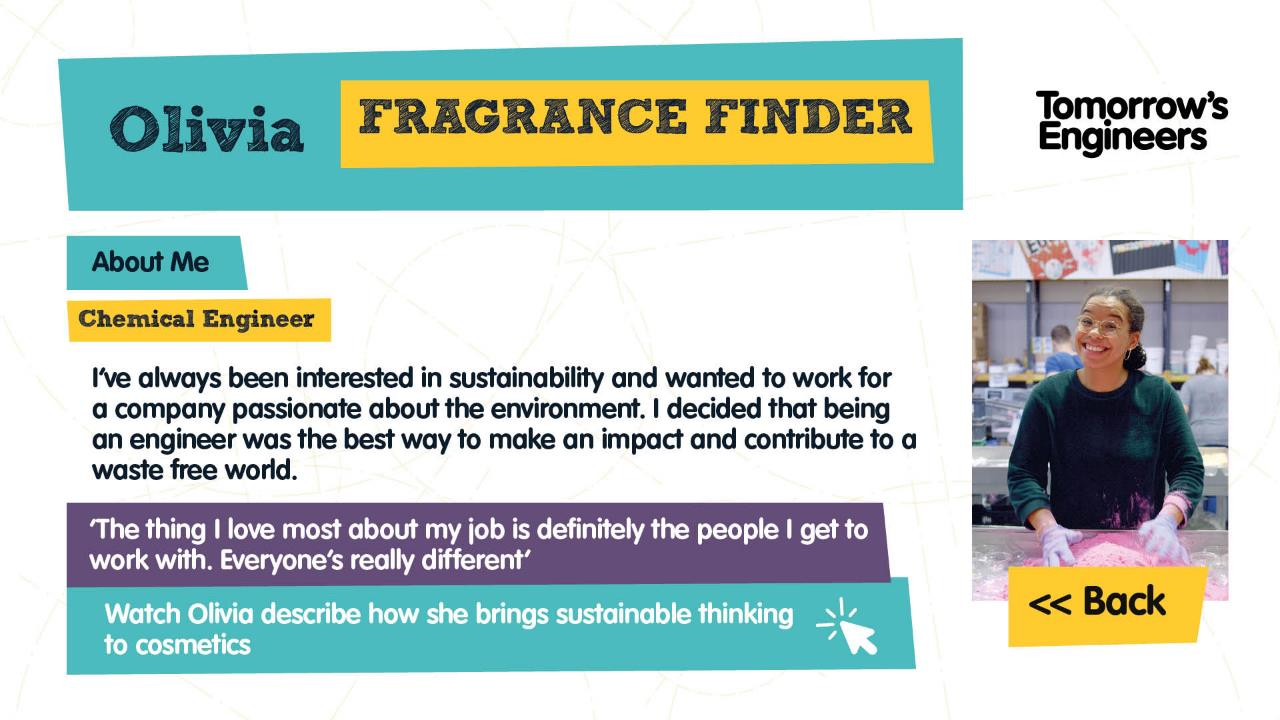 Olivia FRAGRANCE FINDER
Tomorrow's
Engineers
About Me
Chemical Engineer
I've always been interested in sustainability and wanted to work for
a company passionate about the environment. I decided that being
an engineer was the best way to make an impact and contribute to a
waste free world.
'The thing I love most about my job is definitely the people I get to
work with. Everyone's really different'
Watch Olivia describe how she brings sustainable thinking
to cosmetics
<< Back